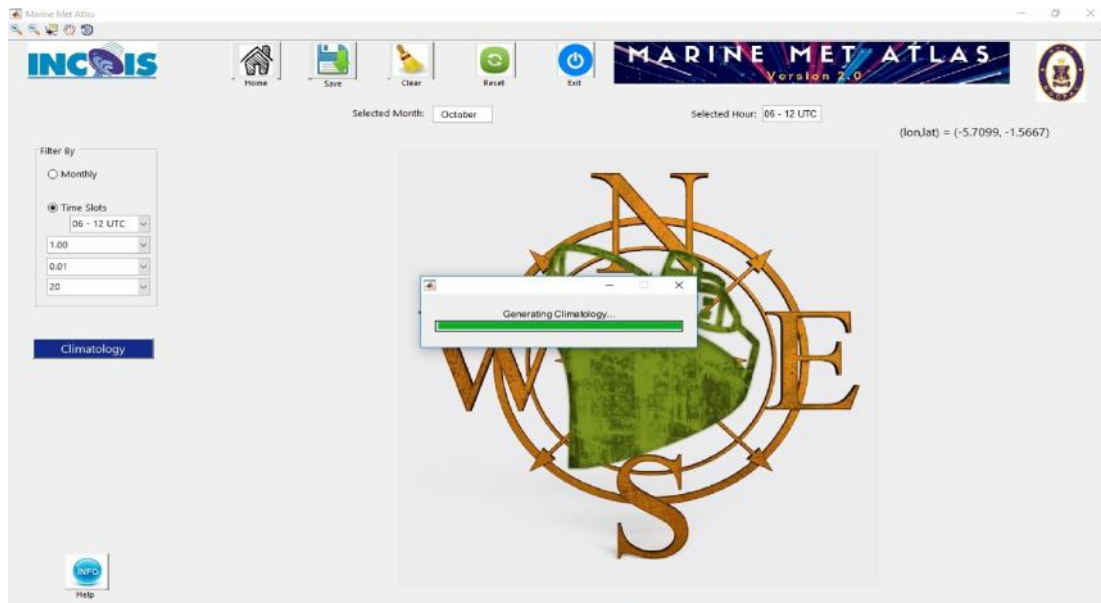 Marine Met Atlas
INCOIS
Home
Save
Clear
Reset
Exit
MARINE MET ATLAS
Version 2.0
Selected Month: October
Selected Hour: 06 - 12 UTC
(lon,lat) = (-5.7099, -1.5667)
Filter By
Monthly
Time Slots
06 - 12 UTC
1.00
0.01
20
Climatology
N
Generating Climatology...
W
E
S
INFO
Help